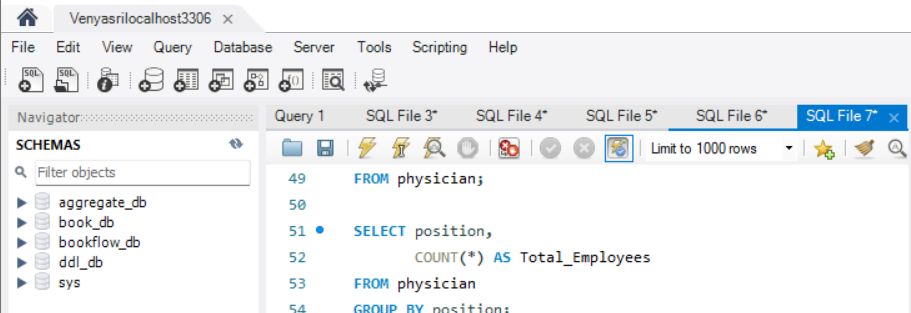 Venyasrilocalhost3306 ×
File Edit View Query Database Server Tools Scripting Help
SQL SQL
Navigator
Query 1 SQL File 3* SQL File 4* SQL File 5* SQL File 6* SQL File 7* ×
SCHEMAS
Limit to 1000 rows
Filter objects
aggregate_db
book_db
bookflow_db
ddl_db
sys
49 FROM physician;
50
51 SELECT position,
52 COUNT(*) AS Total_Employees
53 FROM physician
54 GROUP BY position;